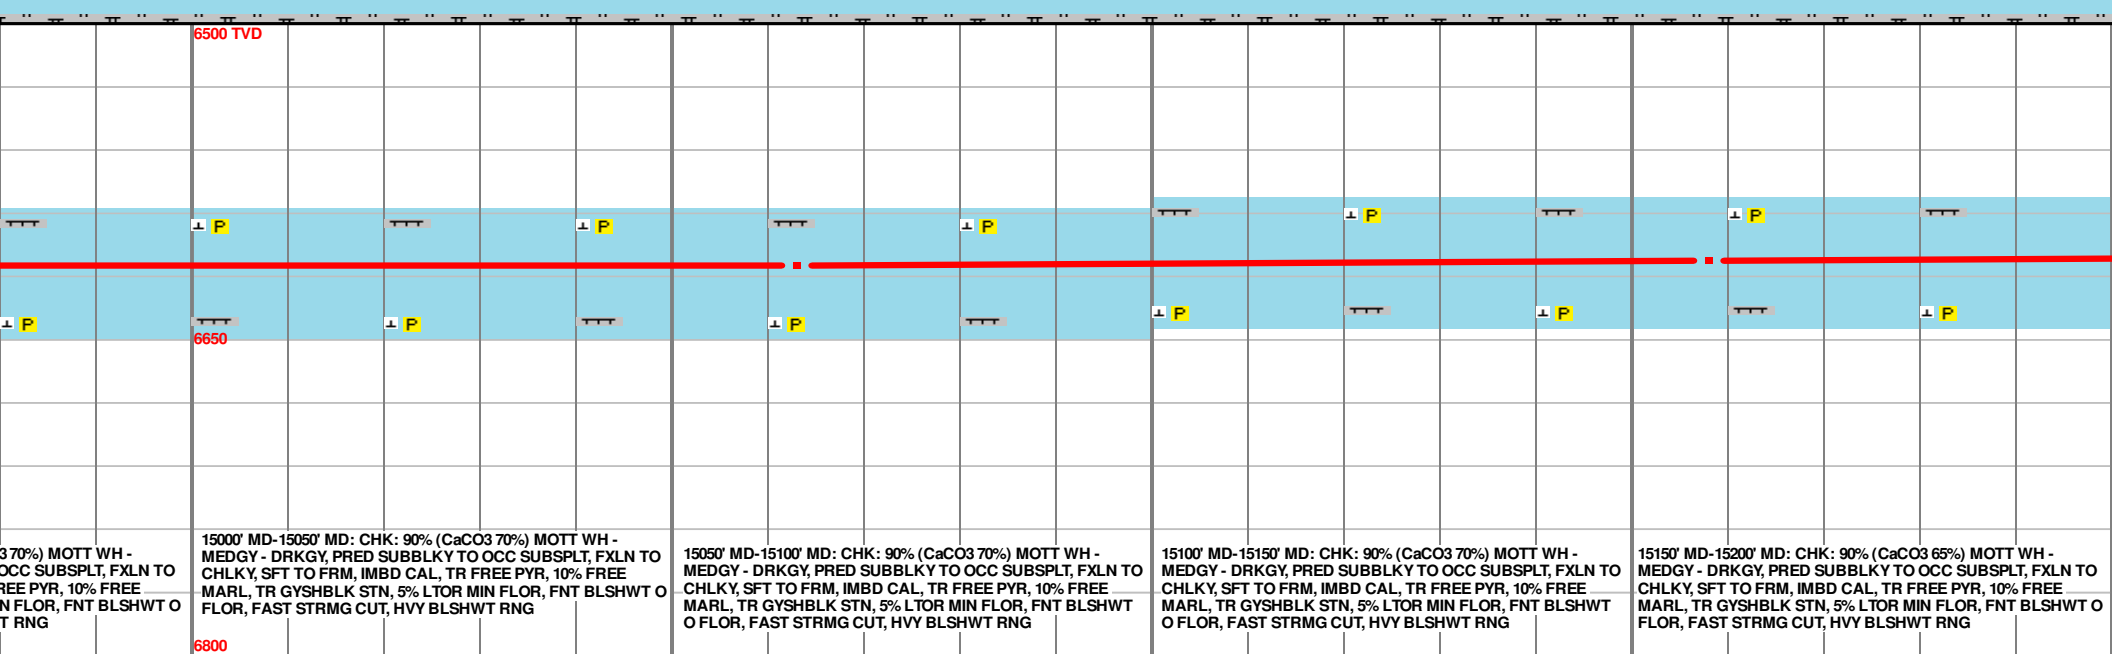 6500 TVD
P
P
P
P
P
P
P
P
P
P
P
6650
3 70%) MOTT WH -
OCC SUBSPLT, FXLN TO
REE PYR, 10% FREE
N FLOR, FNT BLSHWT O
T RNG
15000' MD-15050' MD: CHK: 90% (CaCO3 70%) MOTT WH -
MEDGY - DRKGY, PRED SUBBLKY TO OCC SUBSPLT, FXLN TO
CHLKY, SFT TO FRM, IMBD CAL, TR FREE PYR, 10% FREE
MARL, TR GYSHBLK STN, 5% LTOR MIN FLOR, FNT BLSHWT O
FLOR, FAST STRMG CUT, HVY BLSHWT RNG
15050' MD-15100' MD: CHK: 90% (CaCO3 70%) MOTT WH -
MEDGY - DRKGY, PRED SUBBLKY TO OCC SUBSPLT, FXLN TO
CHLKY, SFT TO FRM, IMBD CAL, TR FREE PYR, 10% FREE
MARL, TR GYSHBLK STN, 5% LTOR MIN FLOR, FNT BLSHWT
O FLOR, FAST STRMG CUT, HVY BLSHWT RNG
15100' MD-15150' MD: CHK: 90% (CaCO3 70%) MOTT WH -
MEDGY - DRKGY, PRED SUBBLKY TO OCC SUBSPLT, FXLN TO
CHLKY, SFT TO FRM, IMBD CAL, TR FREE PYR, 10% FREE
MARL, TR GYSHBLK STN, 5% LTOR MIN FLOR, FNT BLSHWT
O FLOR, FAST STRMG CUT, HVY BLSHWT RNG
15150' MD-15200' MD: CHK: 90% (CaCO3 65%) MOTT WH -
MEDGY - DRKGY, PRED SUBBLKY TO OCC SUBSPLT, FXLN TO
CHLKY, SFT TO FRM, IMBD CAL, TR FREE PYR, 10% FREE
MARL, TR GYSHBLK STN, 5% LTOR MIN FLOR, FNT BLSHWT O
FLOR, FAST STRMG CUT, HVY BLSHWT RNG
6800